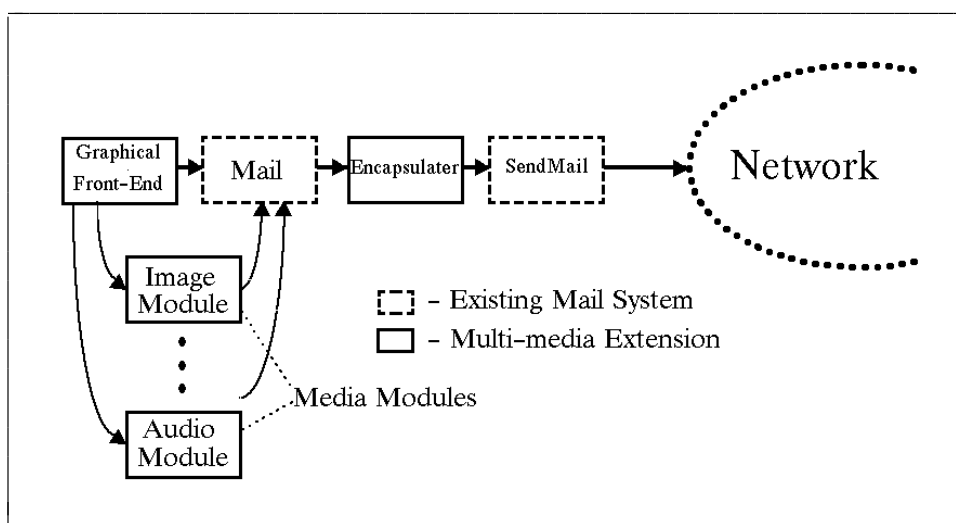 Graphical
Front-End
Mail
Encapsulater
SendMail
Network
Image
Module
- Existing Mail System
- Multi-media Extension
Media Modules
Audio
Module